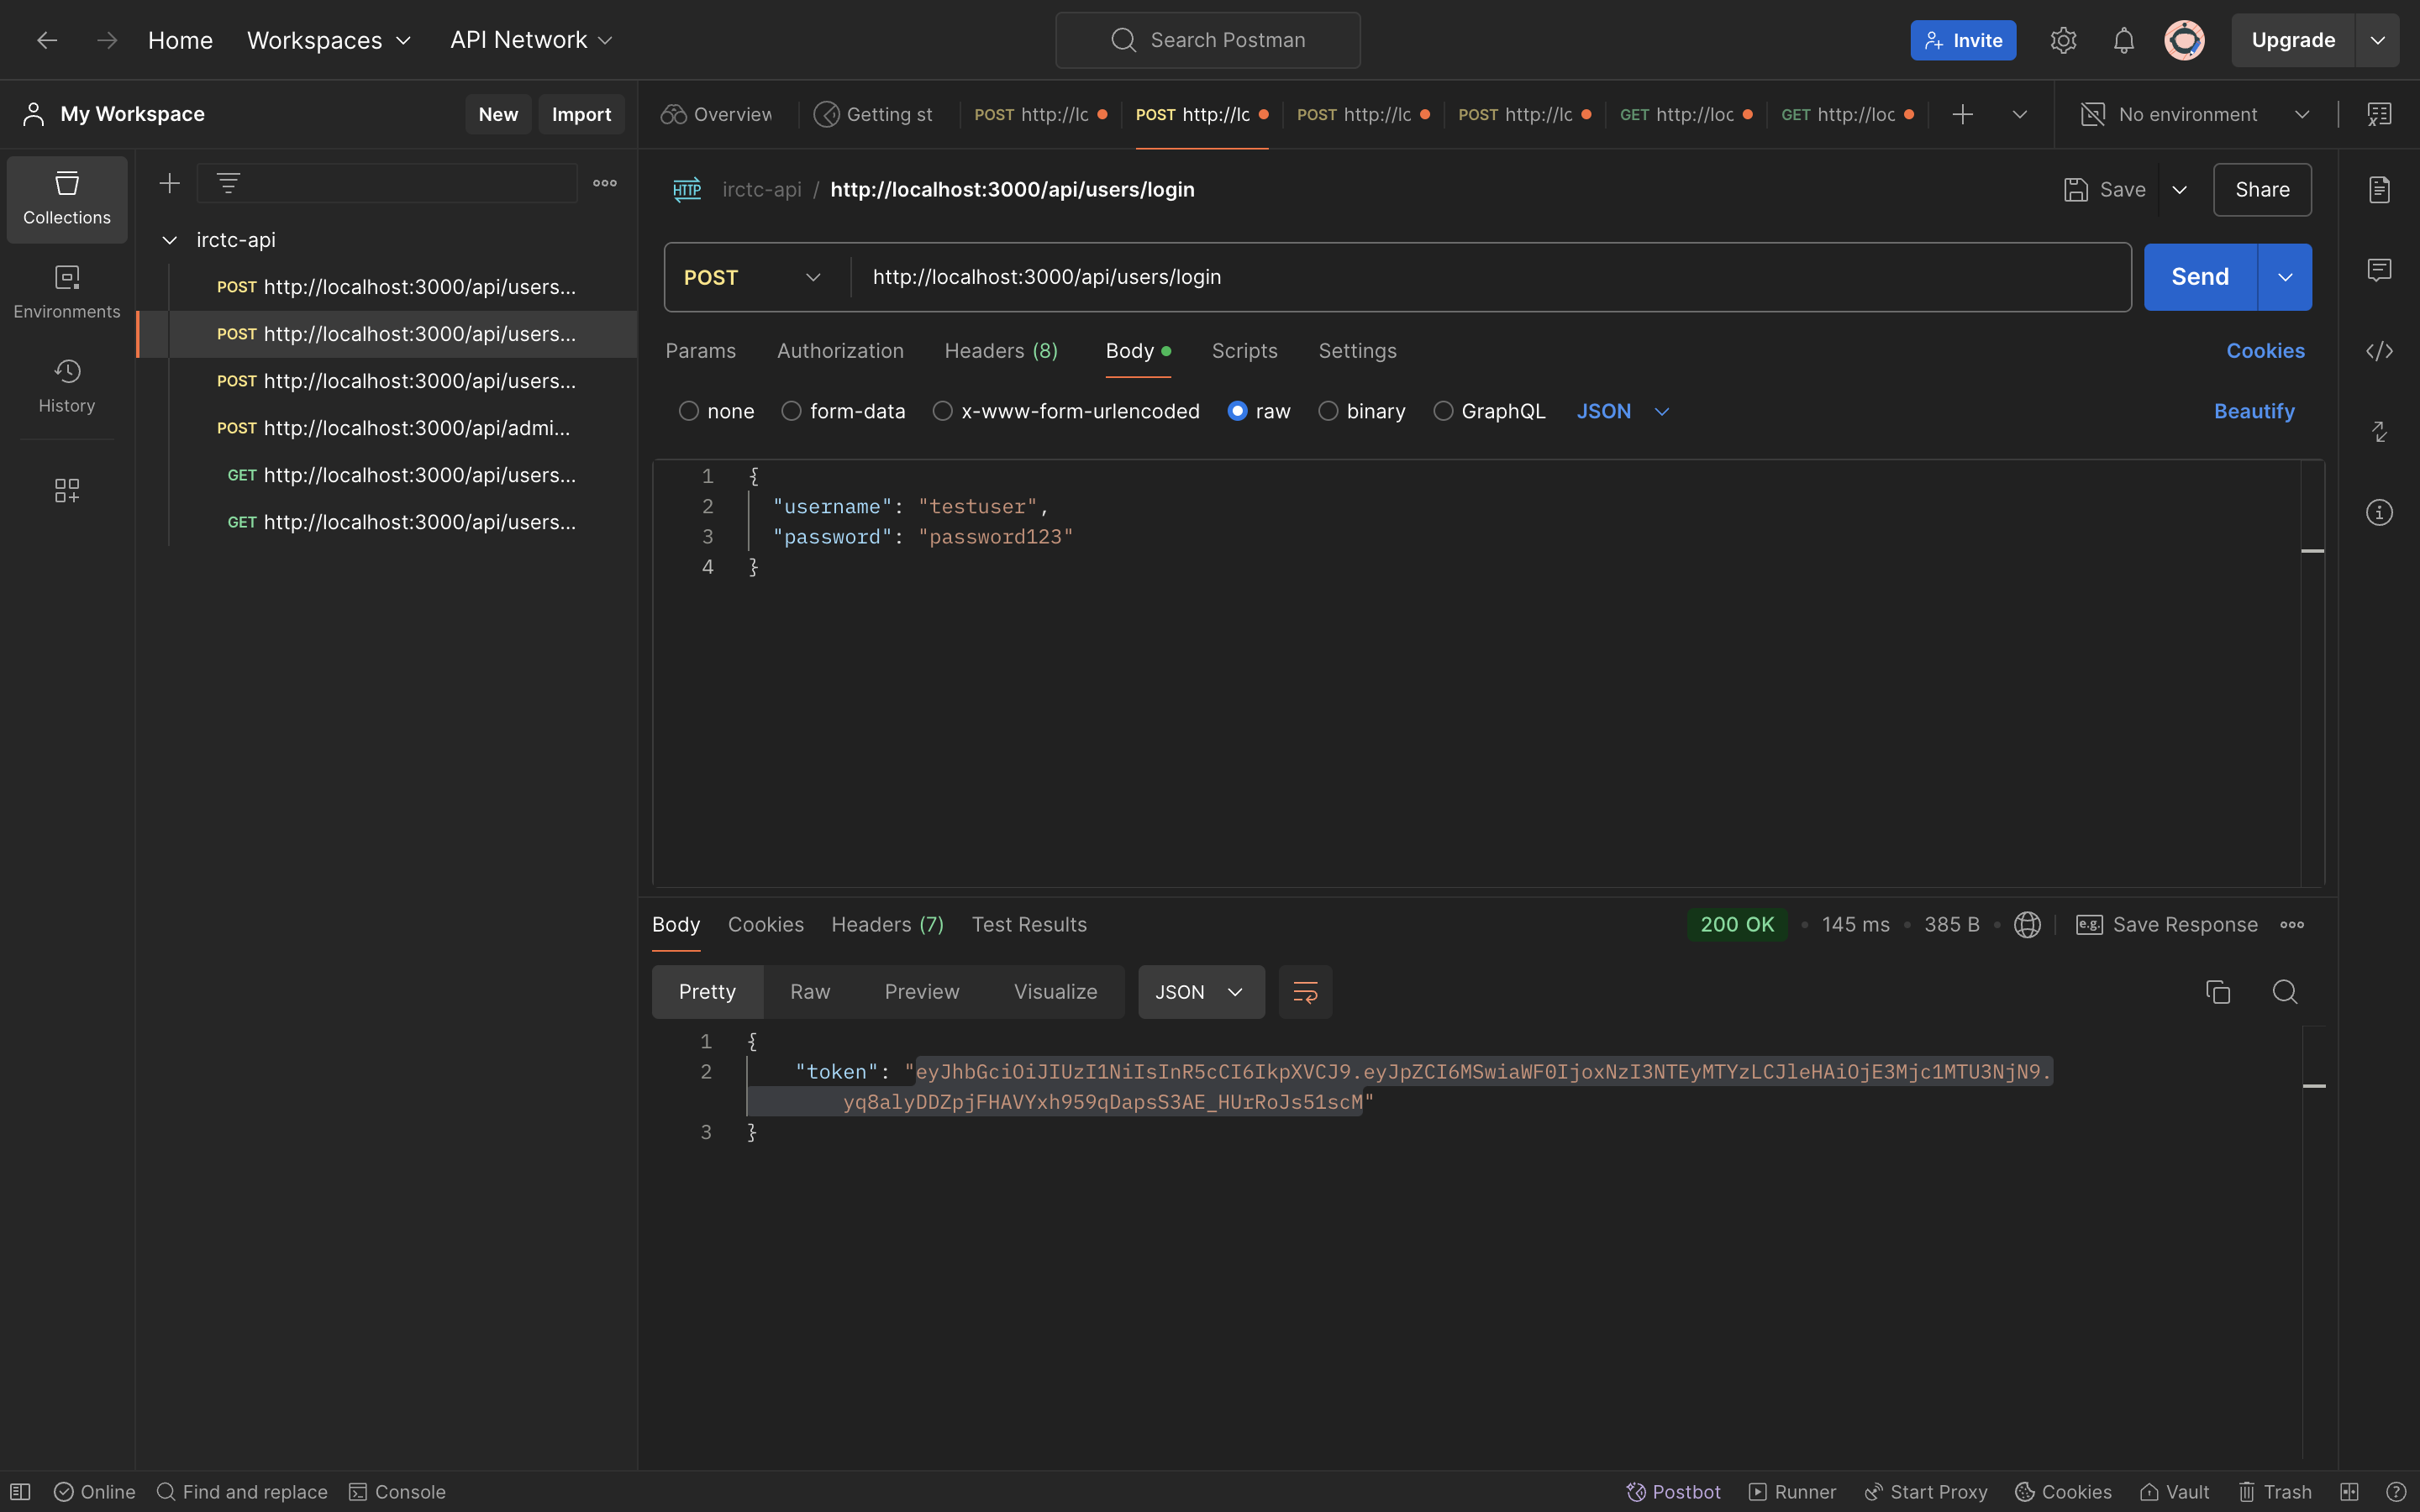 Home Workspaces API Network Search Postman Invite Upgrade
My Workspace New Import
Overview Getting st POST http://lc POST http://lc POST http://lc POST http://lc GET http://loc GET http://loc No environment
Collections
Environments
History
irctc-api
POST http://localhost:3000/api/users...
POST http://localhost:3000/api/users...
POST http://localhost:3000/api/users...
POST http://localhost:3000/api/admi...
GET http://localhost:3000/api/users...
GET http://localhost:3000/api/users...
HTTP irctc-api / http://localhost:3000/api/users/login Save Share
POST http://localhost:3000/api/users/login Send
Params Authorization Headers (8) Body Scripts Settings Cookies
none form-data x-www-form-urlencoded raw binary GraphQL JSON Beautify
1 {
2 "username": "testuser",
3 "password": "password123"
4 }
Body Cookies Headers (7) Test Results 200 OK • 145 ms • 385 B • e.g. Save Response
Pretty Raw Preview Visualize JSON
1 {
2 "token": "eyJhbGciOiJIUzI1NiIsInR5cCI6IkpXVCJ9.eyJpZCI6MSwiaWF0IjoxNzI3NTEyMTYzLCJleHAiOjE3Mjc1MTU3NjN9.
yq8alyDDZpjFHAVYxh959qDapsS3AE_HUrRoJs51scM"
3 }
Online Find and replace Console Postbot Runner Start Proxy Cookies Vault Trash